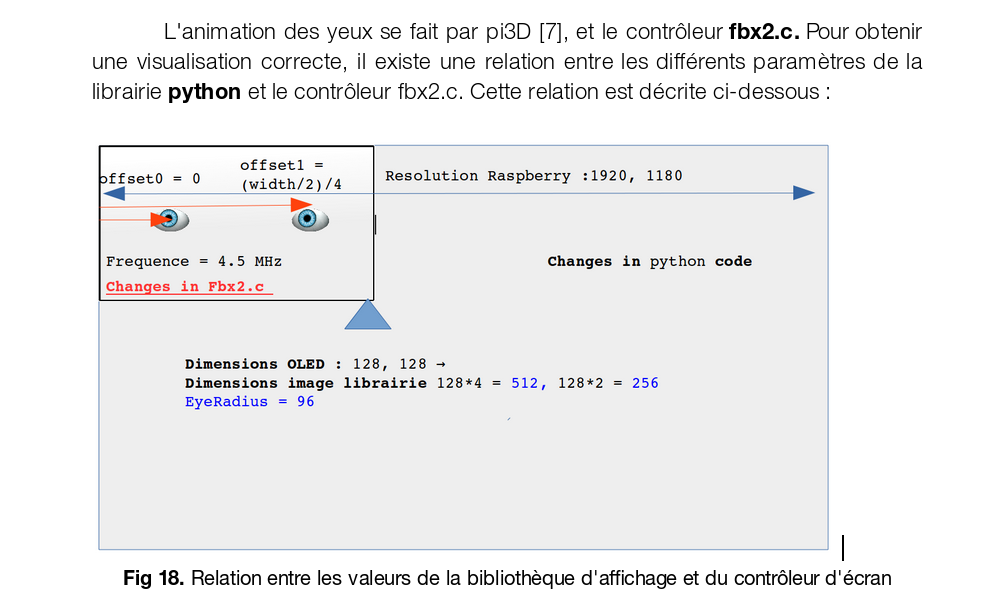 L'animation des yeux se fait par pi3D [7], et le contrôleur fbx2.c. Pour obtenir
une visualisation correcte, il existe une relation entre les différents paramètres de la
librairie python et le contrôleur fbx2.c. Cette relation est décrite ci-dessous :
offset0 = 0
offset1 =
(width/2)/4
Resolution Raspberry :1920, 1180
Frequence = 4.5 MHz
Changes in Fbx2.c
Changes in python code
Dimensions OLED : 128, 128 →
Dimensions image librairie 128*4 = 512, 128*2 = 256
EyeRadius = 96
Fig 18. Relation entre les valeurs de la bibliothèque d'affichage et du contrôleur d'écran